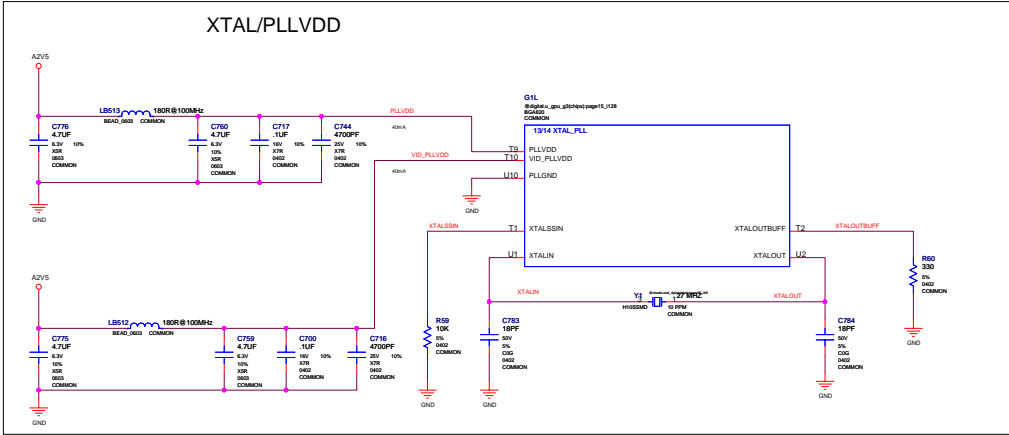 XTAL/PLLVDD
A2V5
LB513 180R@100MHz
BEAD_0603 COMMON
PLLVDD
40mA
C776
4.7UF
6.3V
10%
X5R
0603
COMMON
C760
4.7UF
6.3V
10%
X5R
0603
COMMON
C717
.1UF
16V 10%
X7R
0402
COMMON
C744
4700PF
25V 10%
X7R
0402
COMMON
VID_PLLVDD
40mA
GND
G1L
@digital.u_gpu_g3(chips):page15_i128
BGA820
COMMON
13/14 XTAL_PLL
T9 PLLVDD
T10 VID_PLLVDD
U10 PLLGND
GND
XTALSSIN
T1 XTALSSIN
XTALOUTBUFF T2
XTALOUTBUFF
U1 XTALIN
XTALOUT U2
R60
330
5%
0402
COMMON
GND
A2V5
LB512 180R@100MHz
BEAD_0603 COMMON
C775
4.7UF
6.3V
10%
X5R
0603
COMMON
C759
4.7UF
6.3V
10%
X5R
0603
COMMON
C700
.1UF
16V 10%
X7R
0402
COMMON
C716
4700PF
25V 10%
X7R
0402
COMMON
GND
XTALIN
Y1 27 MHZ
H10SSMD
10 PPM
COMMON
XTALOUT
R59
10K
5%
0402
COMMON
GND
C783
18PF
50V
5%
C0G
0402
COMMON
GND
C784
18PF
50V
5%
C0G
0402
COMMON
GND